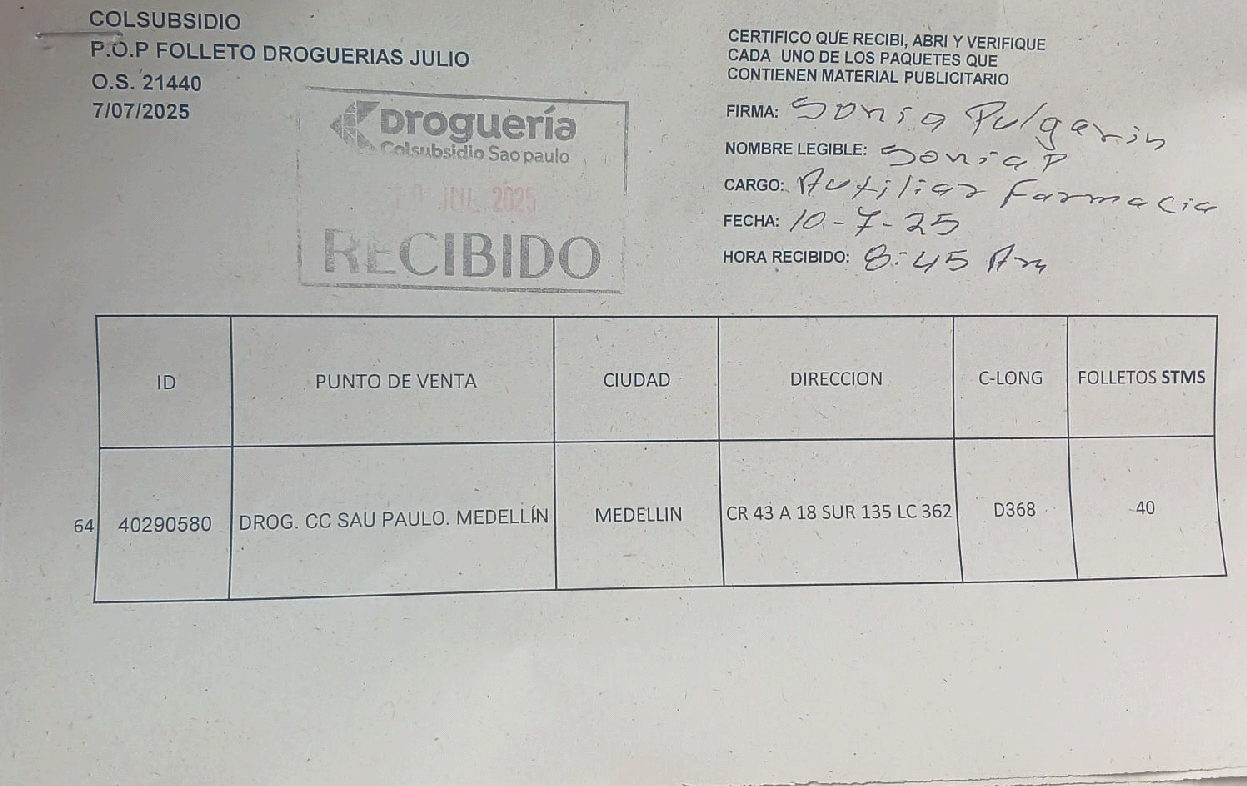 COLSUBSIDIO
P.O.P FOLLETO DROGUERIAS JULIO
O.S. 21440
7/07/2025
Droguería
Colsubsidio Sao paulo
JUL 2025
RECIBIDO
CERTIFICO QUE RECIBI, ABRI Y VERIFIQUE
CADA UNO DE LOS PAQUETES QUE
CONTIENEN MATERIAL PUBLICITARIO
FIRMA: Sonia Pulgarin
NOMBRE LEGIBLE: Sonia P
CARGO: Auxiliar Farmacia
FECHA: 10-7-25
HORA RECIBIDO: 8:45 Am
ID PUNTO DE VENTA CIUDAD DIRECCION C-LONG FOLLETOS STMS
64 40290580 DROG. CC SAU PAULO. MEDELLÍN MEDELLIN CR 43 A 18 SUR 135 LC 362 D368 40